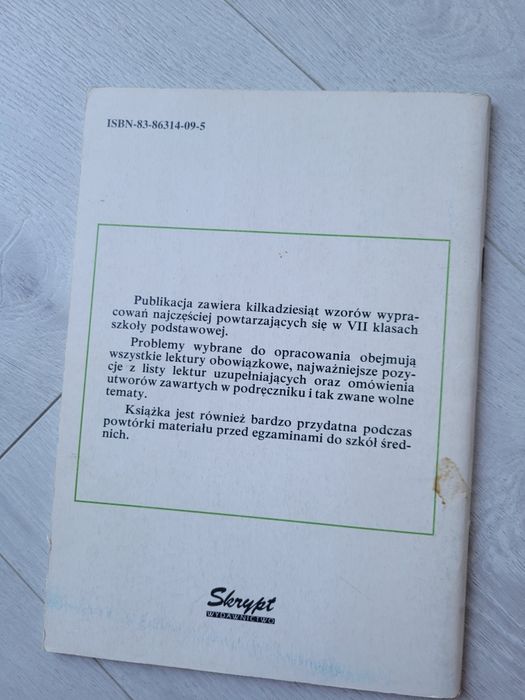 ISBN-83-86314-09-5
Publikacja zawiera kilkadziesiąt wzorów wypra-
cowań najczęściej powtarzających się w VII klasach
szkoły podstawowej.
Problemy wybrane do opracowania obejmują
wszystkie lektury obowiązkowe, najważniejsze pozy-
cje z listy lektur uzupełniających oraz omówienia
utworów zawartych w podręczniku i tak zwane wolne
tematy.
Książka jest również bardzo przydatna podczas
powtórki materiału przed egzaminami do szkół śred-
nich.
Skrypt
WYDAWNICTWO